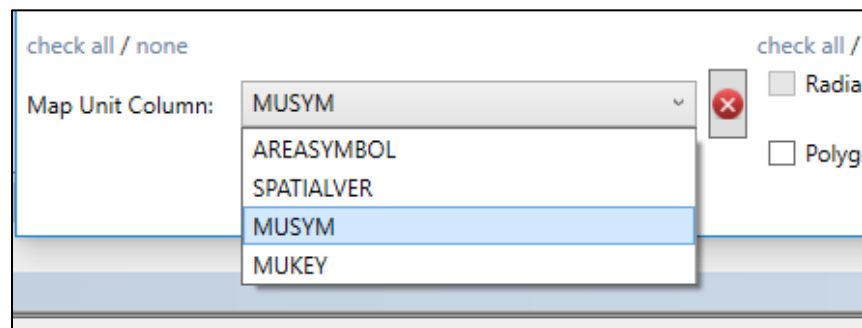 check all / none
check all /
Map Unit Column:
MUSYM
Radia
AREASYMBOL
Polyg
SPATIALVER
MUSYM
MUKEY